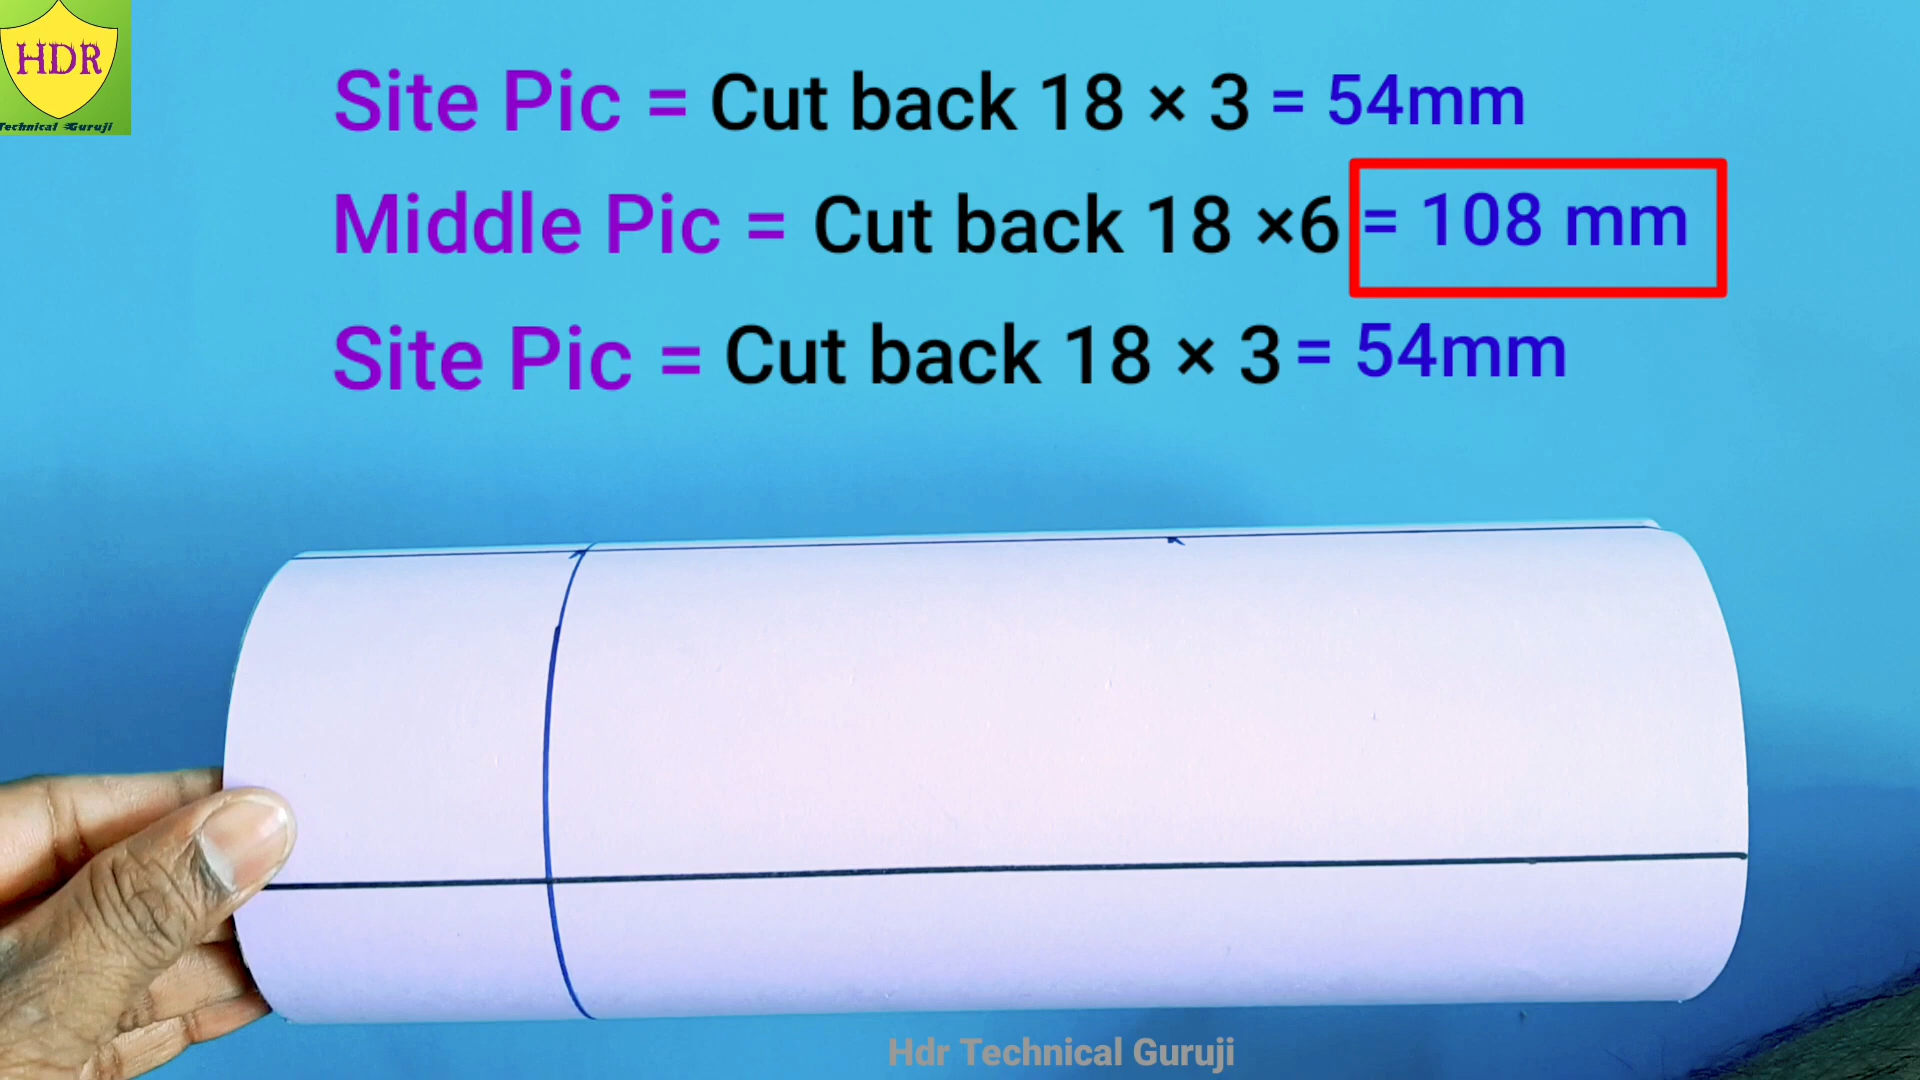 HDR
Technical Guruji
Site Pic = Cut back 18 × 3 = 54mm
Middle Pic = Cut back 18 ×6 = 108 mm
Site Pic = Cut back 18 × 3 = 54mm
Hdr Technical Guruji